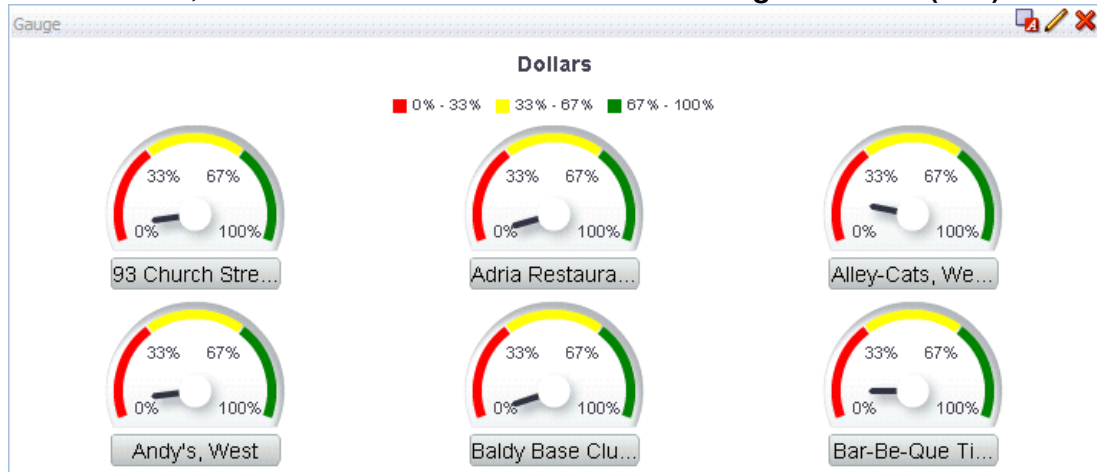 Gauge
Dollars
0% - 33% 33% - 67% 67% - 100%
33% 67% 33% 67% 33% 67%
0% 100% 0% 100% 0% 100%
93 Church Stre... Adria Restaura... Alley-Cats, We...
33% 67% 33% 67% 33% 67%
0% 100% 0% 100% 0% 100%
Andy's, West Baldy Base Clu... Bar-Be-Que Ti...